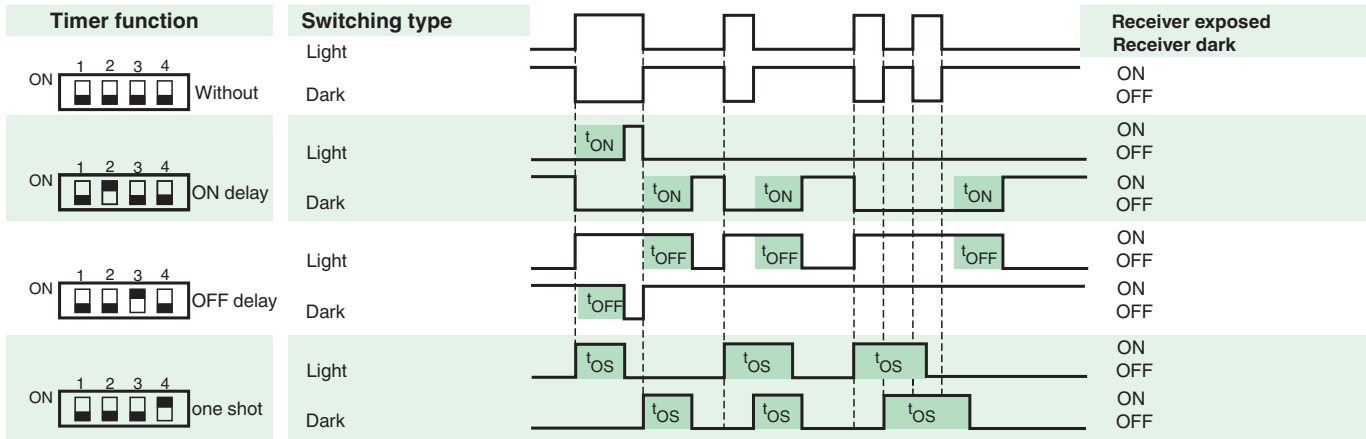 Timer function Switching type Receiver exposed
Receiver dark
Light
1 2 3 4
ON Without
Dark
ON
OFF
Light
tON
ON
OFF
1 2 3 4
ON ON delay
Dark
tON tON tON
ON
OFF
Light
tOFF tOFF tOFF
ON
OFF
1 2 3 4
ON OFF delay
Dark
tOFF
ON
OFF
Light
tOS tOS tOS
ON
OFF
1 2 3 4
ON one shot
Dark
tOS tOS tOS
ON
OFF